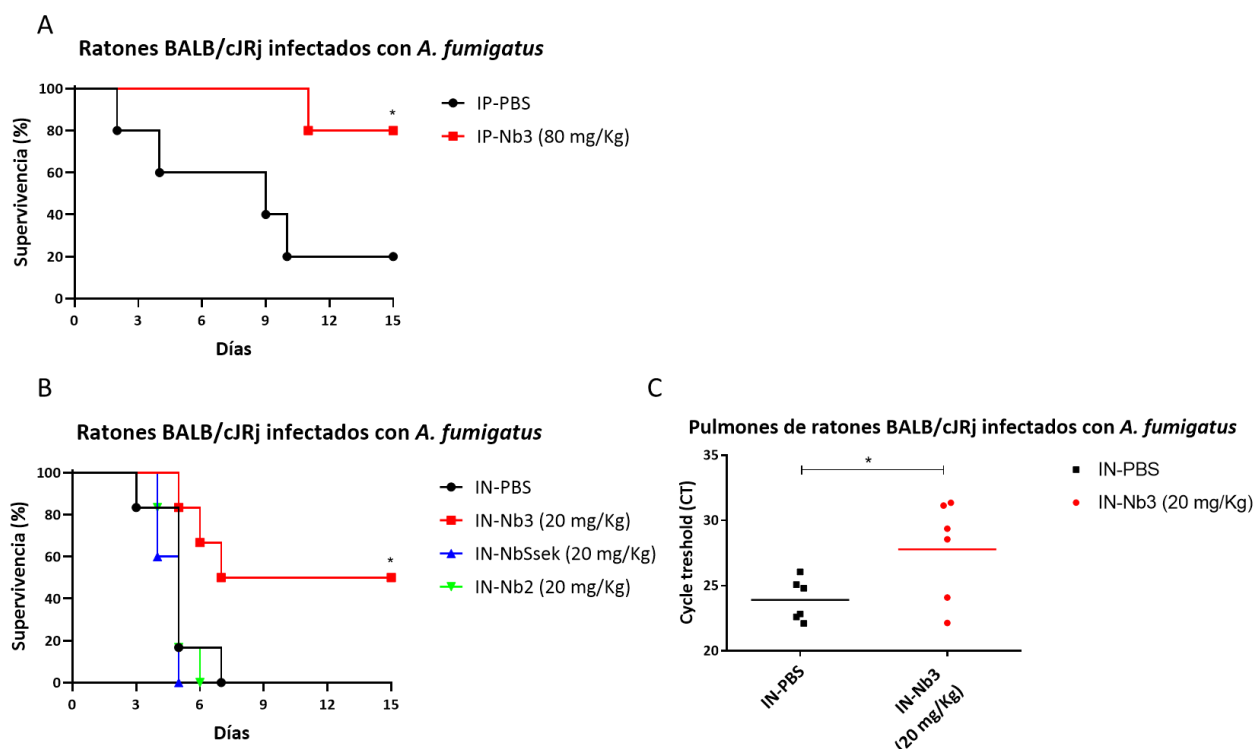 A
Ratones BALB/cJRj infectados con A. fumigatus
Supervivencia (%)
100
80
60
40
20
0
0 3 6 9 12 15
Días
*
IP-PBS
IP-Nb3 (80 mg/Kg)
B
Ratones BALB/cJRj infectados con A. fumigatus
Supervivencia (%)
100
80
60
40
20
0
0 3 6 9 12 15
Días
*
IN-PBS
IN-Nb3 (20 mg/Kg)
IN-NbSsek (20 mg/Kg)
IN-Nb2 (20 mg/Kg)
C
Pulmones de ratones BALB/cJRj infectados con A. fumigatus
Cycle treshold (CT)
35
30
25
20
*
IN-PBS
IN-Nb3
(20 mg/Kg)
IN-PBS
IN-Nb3 (20 mg/Kg)